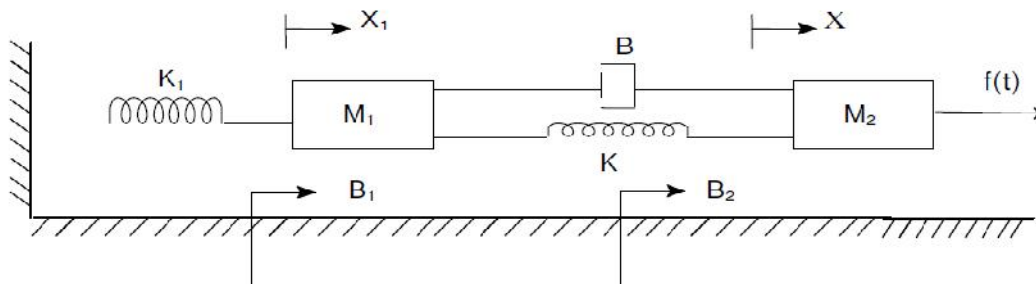 X₁
X
B
K₁
f(t)
M₁
M₂
K
B₁
B₂